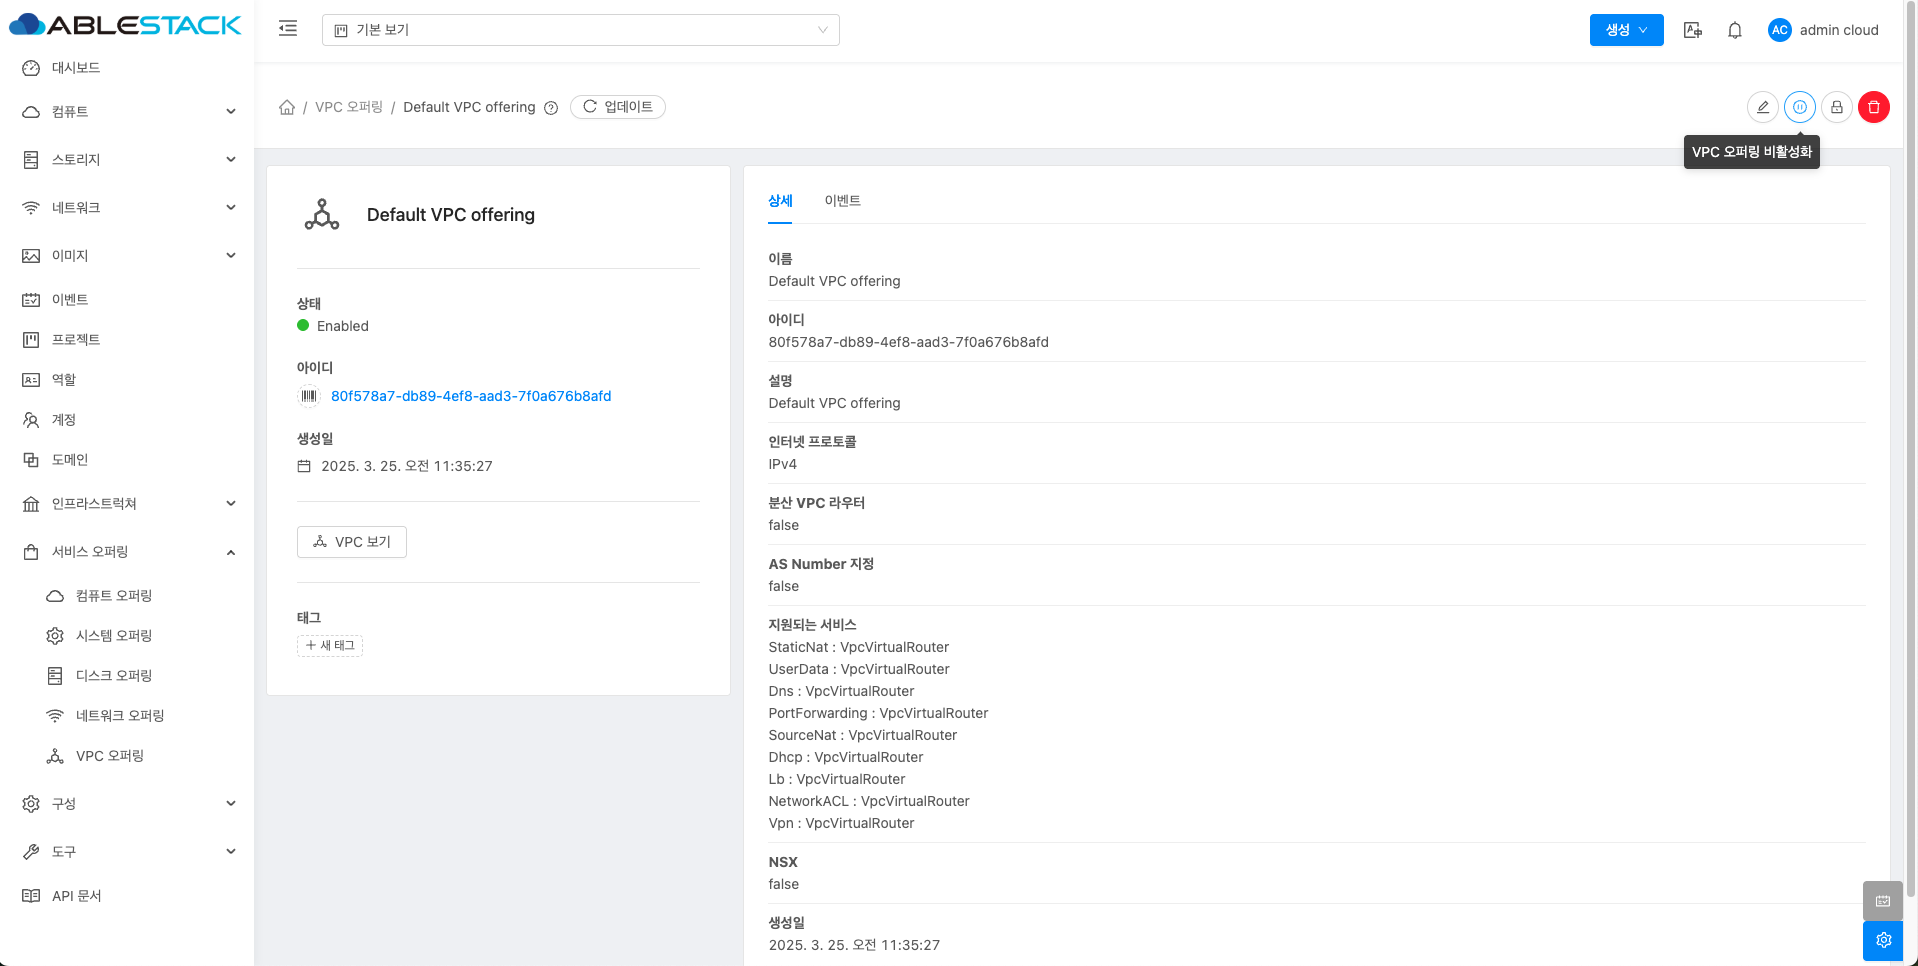 ABLESTACK
기본 보기
생성
AC
admin cloud
대시보드
컴퓨트
스토리지
네트워크
이미지
이벤트
프로젝트
역할
계정
도메인
인프라스트럭쳐
서비스 오퍼링
컴퓨트 오퍼링
시스템 오퍼링
디스크 오퍼링
네트워크 오퍼링
VPC 오퍼링
구성
도구
API 문서
/ VPC 오퍼링 / Default VPC offering
업데이트
VPC 오퍼링 비활성화
Default VPC offering
상태
Enabled
아이디
80f578a7-db89-4ef8-aad3-7f0a676b8afd
생성일
2025. 3. 25. 오전 11:35:27
VPC 보기
태그
+ 새 태그
상세
이벤트
이름
Default VPC offering
아이디
80f578a7-db89-4ef8-aad3-7f0a676b8afd
설명
Default VPC offering
인터넷 프로토콜
IPv4
분산 VPC 라우터
false
AS Number 지정
false
지원되는 서비스
StaticNat : VpcVirtualRouter
UserData : VpcVirtualRouter
Dns : VpcVirtualRouter
PortForwarding : VpcVirtualRouter
SourceNat : VpcVirtualRouter
Dhcp : VpcVirtualRouter
Lb : VpcVirtualRouter
NetworkACL : VpcVirtualRouter
Vpn : VpcVirtualRouter
NSX
false
생성일
2025. 3. 25. 오전 11:35:27